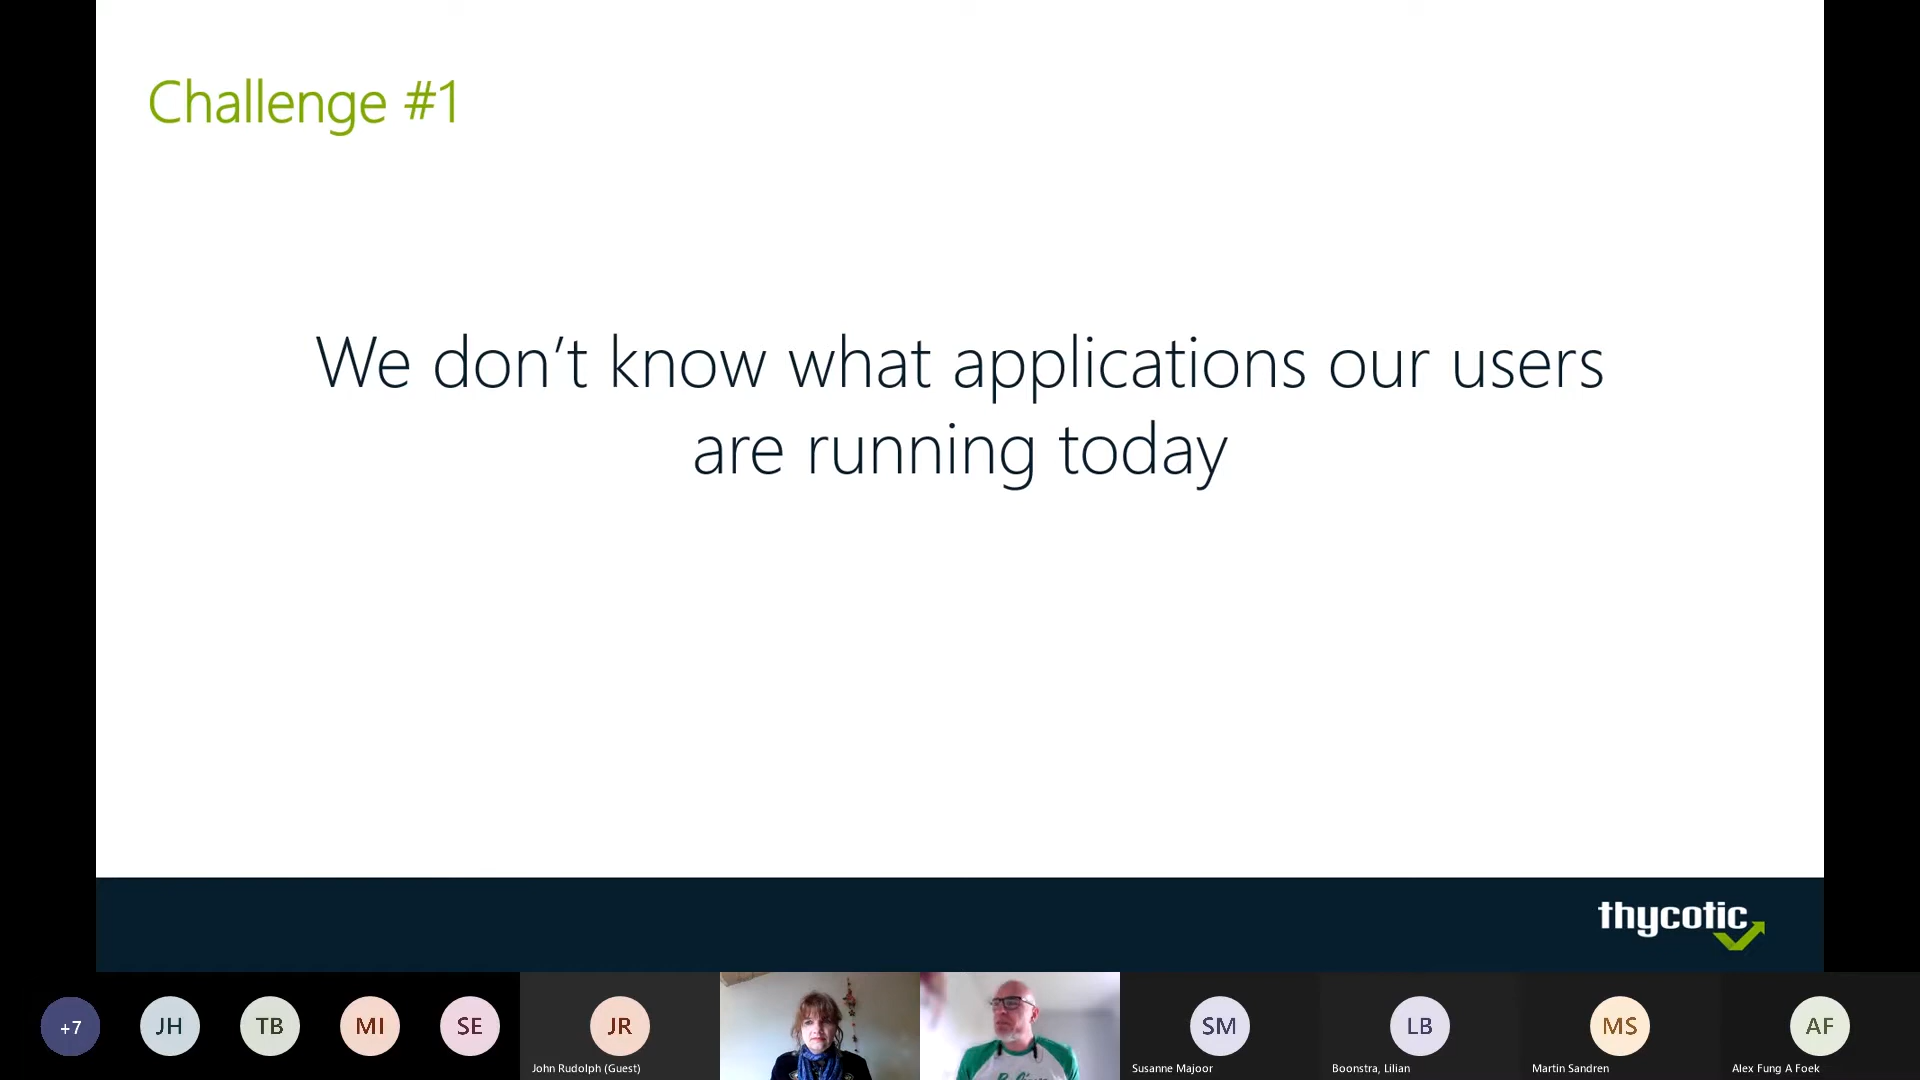 Challenge #1
We don't know what applications our users
are running today
thycotic
+7
JH
TB
MI
SE
JR
John Rudolph (Guest)
SM
Susanne Majoor
LB
Boonstra, Lilian
MS
Martin Sandren
AF
Alex Fung A Foek